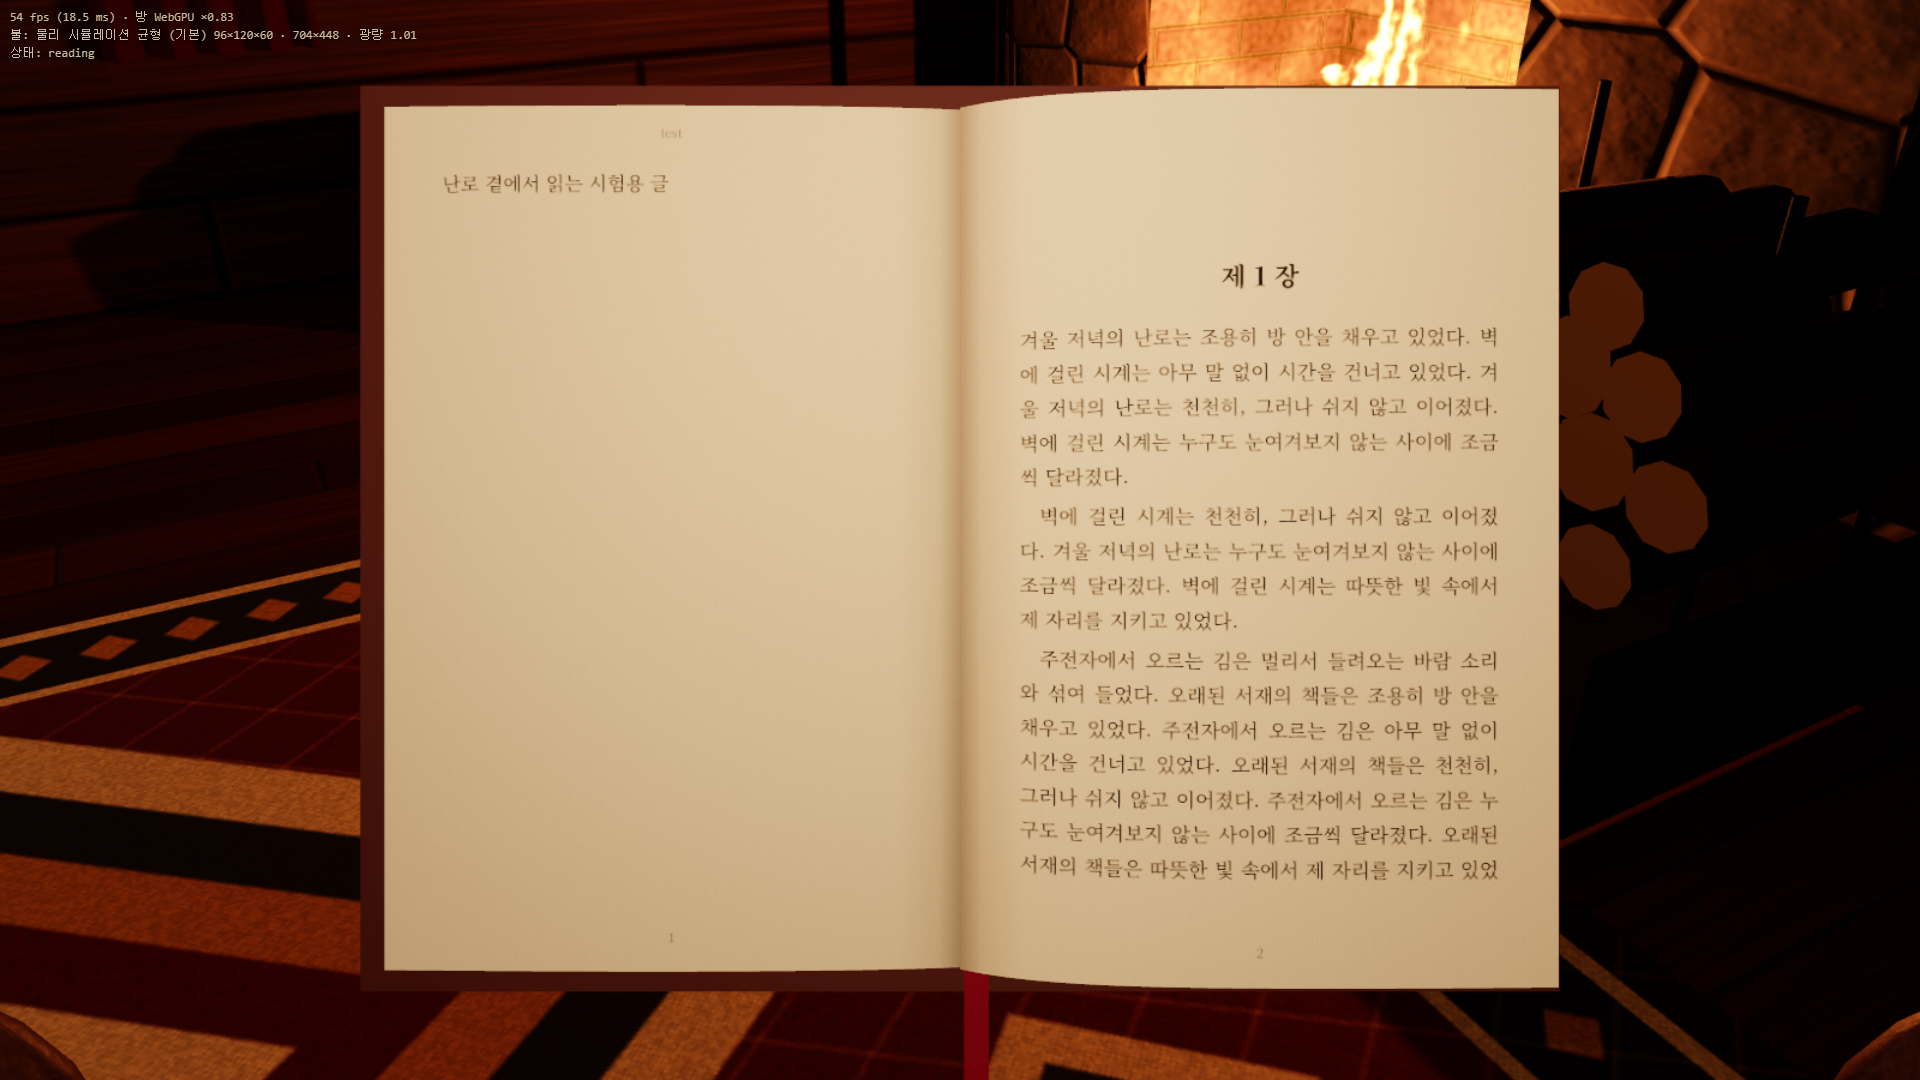 54 fps (18.5 ms) · 방 WebGPU ×0.83
불: 물리 시뮬레이션 균형 (기본) 96×120×60 · 704×448 · 광량 1.01
상태: reading
test
난로 곁에서 읽는 시험용 글
1
제 1 장
겨울 저녁의 난로는 조용히 방 안을 채우고 있었다. 벽
에 걸린 시계는 아무 말 없이 시간을 건너고 있었다. 겨
울 저녁의 난로는 천천히, 그러나 쉬지 않고 이어졌다.
벽에 걸린 시계는 누구도 눈여겨보지 않는 사이에 조금
씩 달라졌다.
벽에 걸린 시계는 천천히, 그러나 쉬지 않고 이어졌
다. 겨울 저녁의 난로는 누구도 눈여겨보지 않는 사이에
조금씩 달라졌다. 벽에 걸린 시계는 따뜻한 빛 속에서
제 자리를 지키고 있었다.
주전자에서 오르는 김은 멀리서 들려오는 바람 소리
와 섞여 들었다. 오래된 서재의 책들은 조용히 방 안을
채우고 있었다. 주전자에서 오르는 김은 아무 말 없이
시간을 건너고 있었다. 오래된 서재의 책들은 천천히,
그러나 쉬지 않고 이어졌다. 주전자에서 오르는 김은 누
구도 눈여겨보지 않는 사이에 조금씩 달라졌다. 오래된
서재의 책들은 따뜻한 빛 속에서 제 자리를 지키고 있었
2